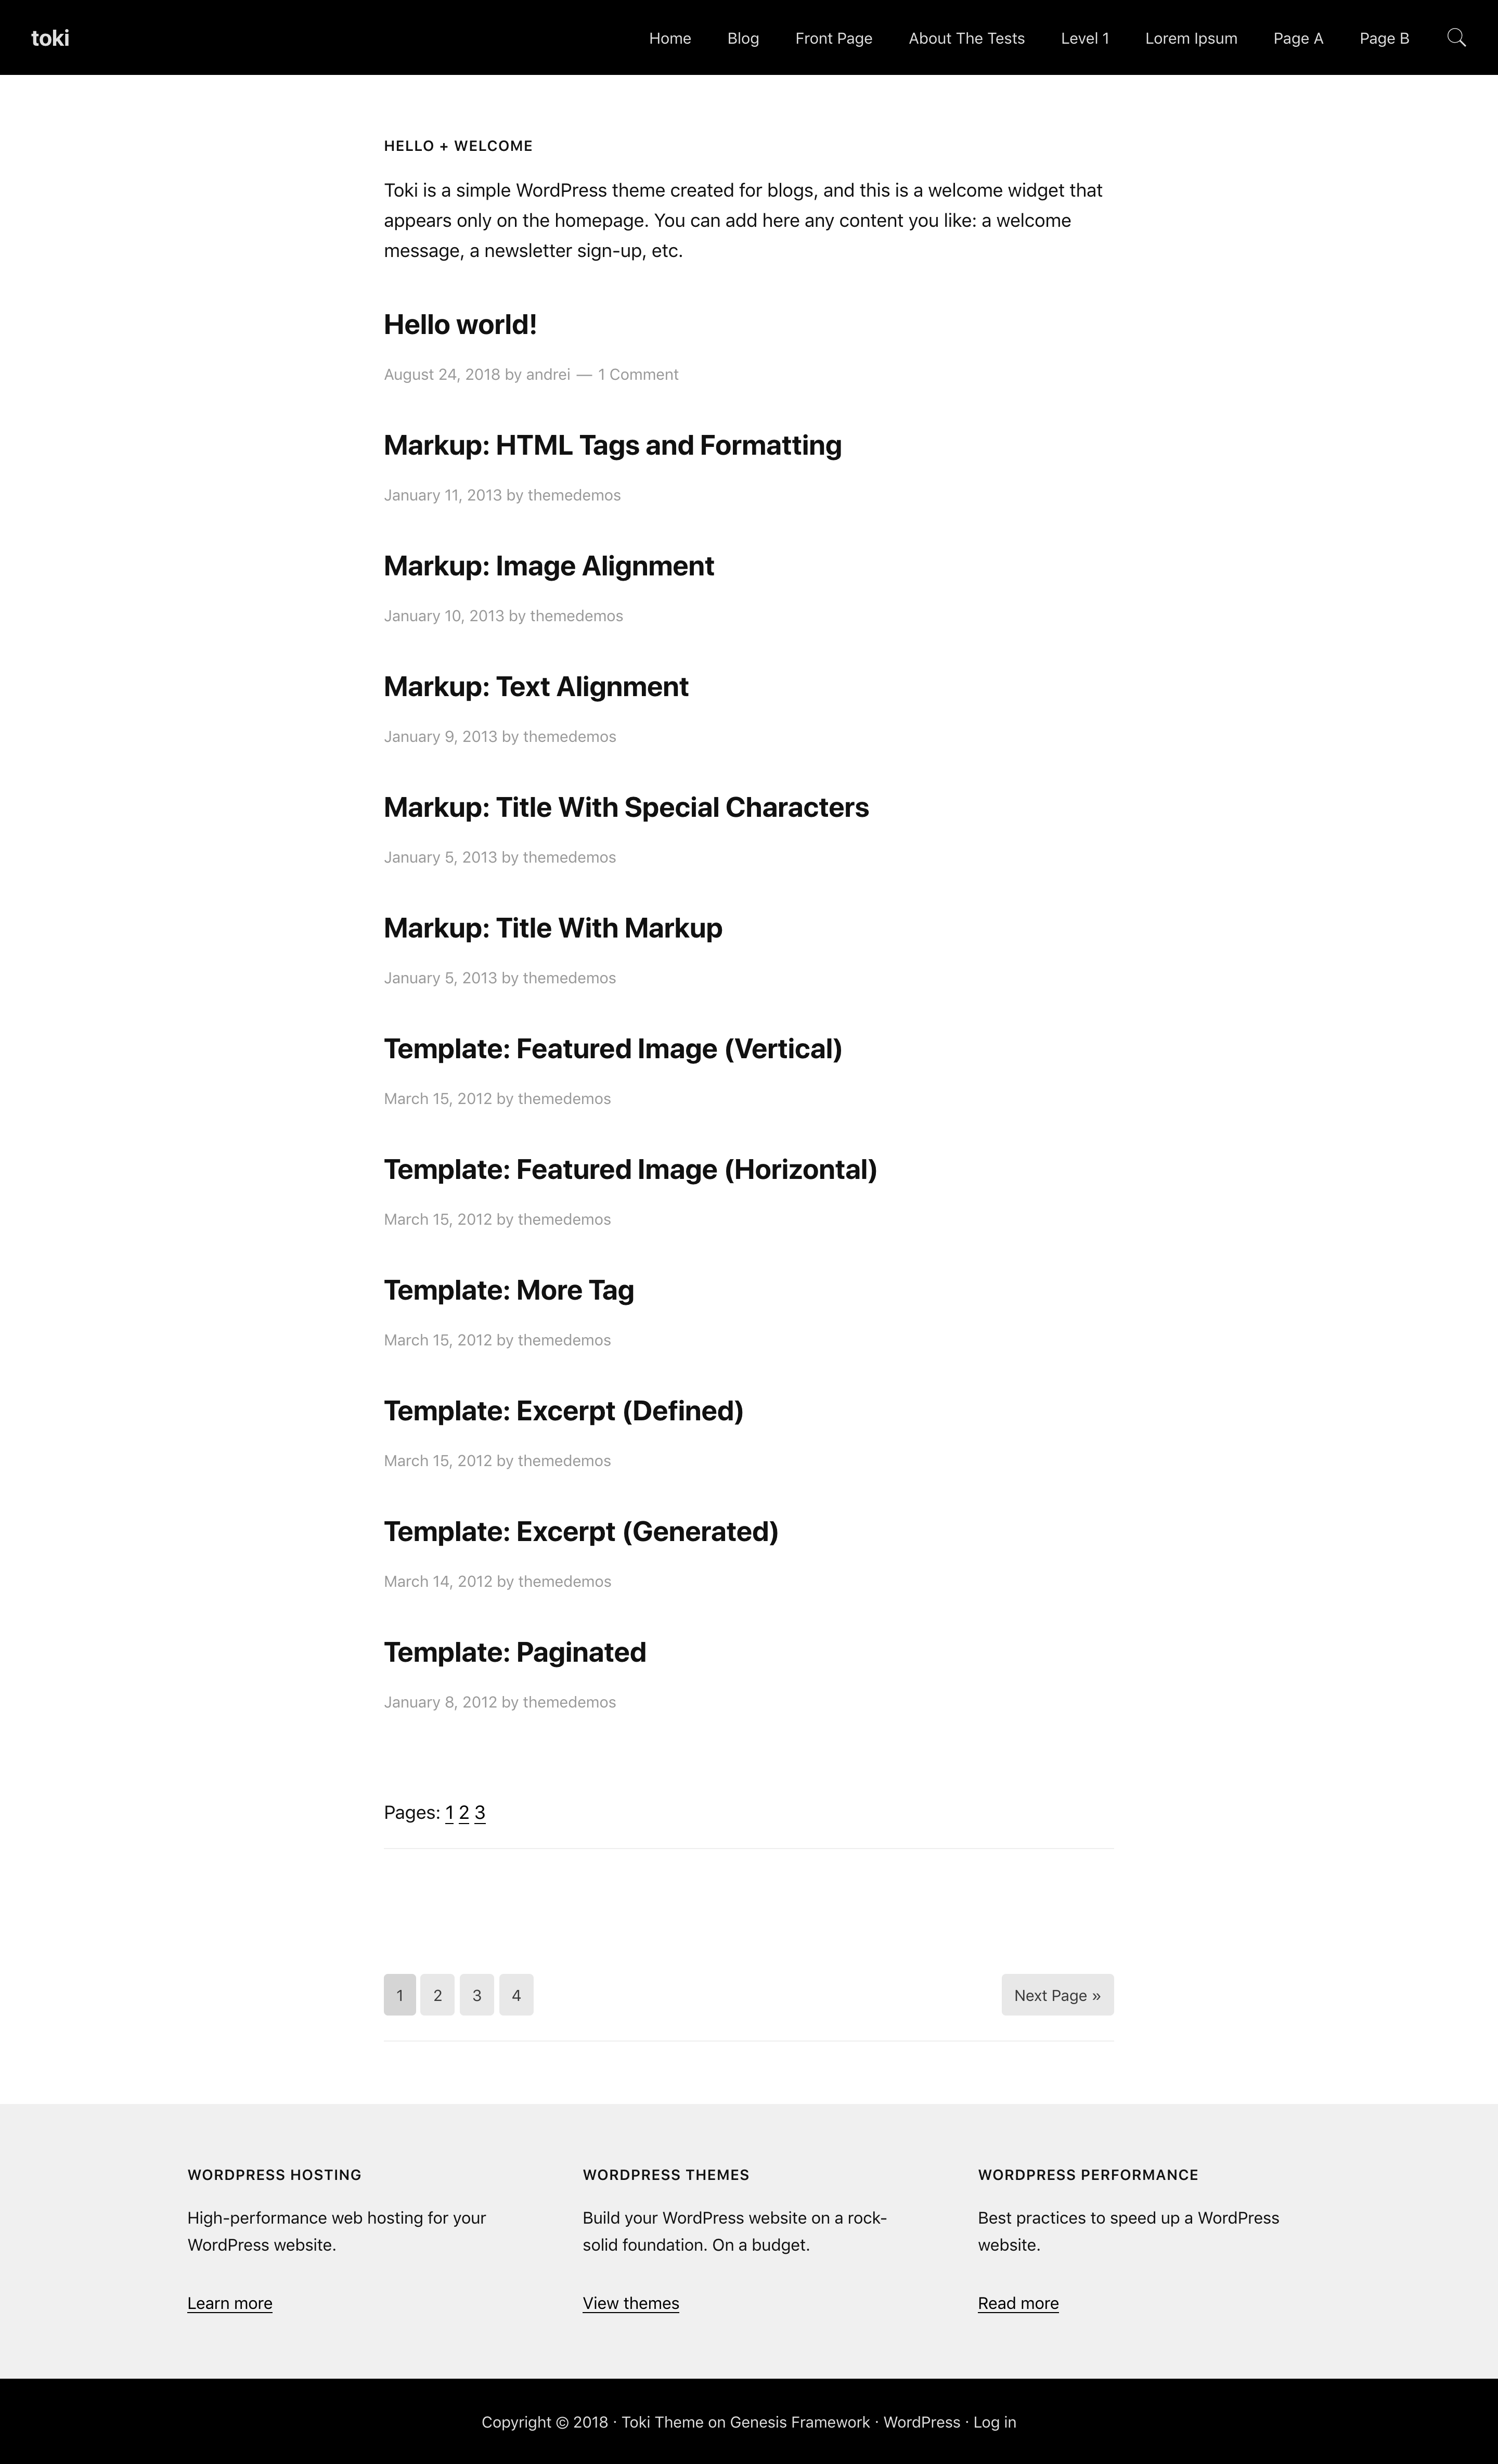 toki
Home Blog Front Page About The Tests Level 1 Lorem Ipsum Page A Page B
HELLO + WELCOME
Toki is a simple WordPress theme created for blogs, and this is a welcome widget that
appears only on the homepage. You can add here any content you like: a welcome
message, a newsletter sign-up, etc.
Hello world!
August 24, 2018 by andrei — 1 Comment
Markup: HTML Tags and Formatting
January 11, 2013 by themedemos
Markup: Image Alignment
January 10, 2013 by themedemos
Markup: Text Alignment
January 9, 2013 by themedemos
Markup: Title With Special Characters
January 5, 2013 by themedemos
Markup: Title With Markup
January 5, 2013 by themedemos
Template: Featured Image (Vertical)
March 15, 2012 by themedemos
Template: Featured Image (Horizontal)
March 15, 2012 by themedemos
Template: More Tag
March 15, 2012 by themedemos
Template: Excerpt (Defined)
March 15, 2012 by themedemos
Template: Excerpt (Generated)
March 14, 2012 by themedemos
Template: Paginated
January 8, 2012 by themedemos
Pages: 1 2 3
1 2 3 4 Next Page »
WORDPRESS HOSTING
High-performance web hosting for your
WordPress website.
Learn more
WORDPRESS THEMES
Build your WordPress website on a rock-
solid foundation. On a budget.
View themes
WORDPRESS PERFORMANCE
Best practices to speed up a WordPress
website.
Read more
Copyright © 2018 · Toki Theme on Genesis Framework · WordPress · Log in